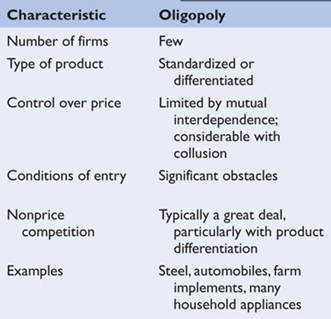 Characteristic Oligopoly
Number of firms Few
Type of product Standardized or
differentiated
Control over price Limited by mutual
interdependence;
considerable with
collusion
Conditions of entry Significant obstacles
Nonprice Typically a great deal,
competition particularly with product
differentiation
Examples Steel, automobiles, farm
implements, many
household appliances